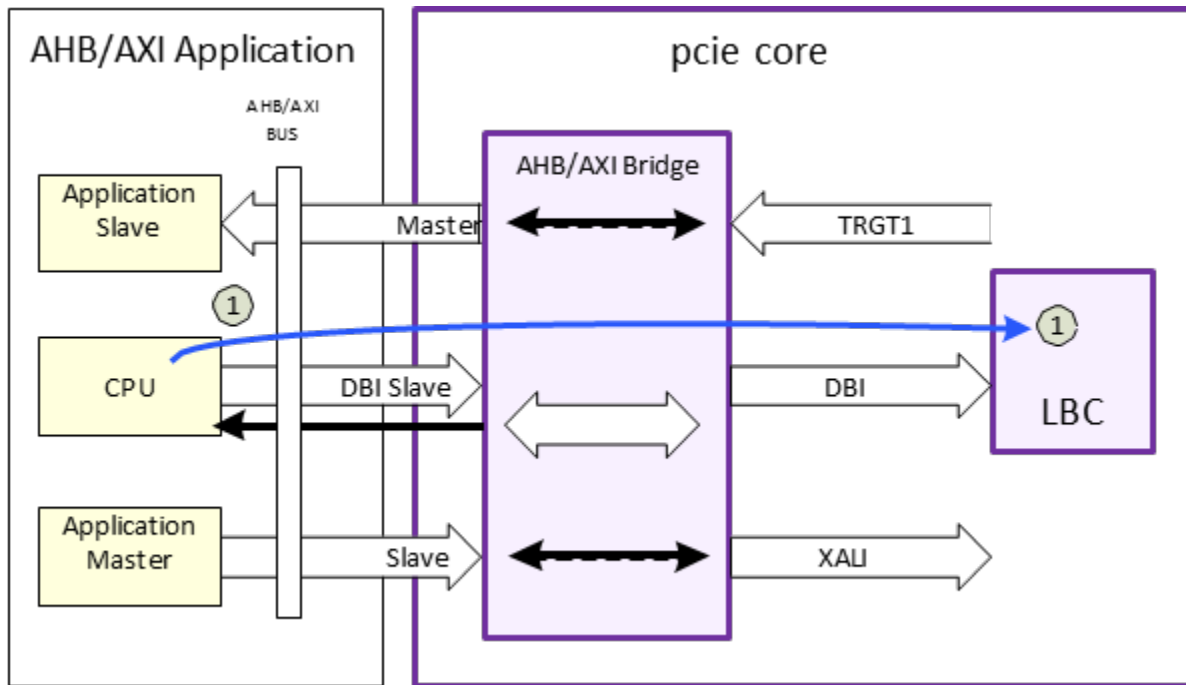 AHB/AXI Application
pcie core
AHB/AXI
BUS
AHB/AXI Bridge
Application
Slave
Master
TRGT1
1
1
CPU
DBI Slave
DBI
LBC
Application
Master
Slave
XALI